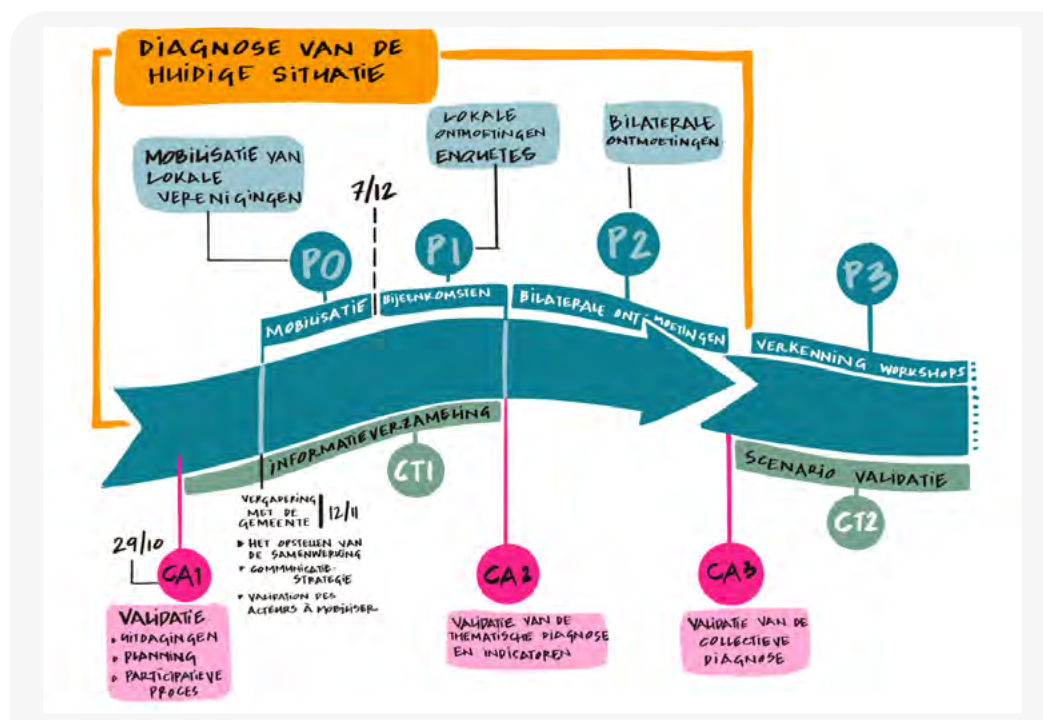 DIAGNOSE VAN DE
HUIDIGE SITUATIE
MOBILISATIE VAN
LOKALE
VERENIGINGEN
7/12
LOKALE
ONTMOETINGEN
ENQUETES
BILATERALE
ONTMOETINGEN
P0
P1
P2
P3
MOBILISATIE
BIJEENKOMSTEN
BILATERALE ONT-MOETINGEN
VERKENNING WORKSHOPS
INFORMATIEVERZAMELING
CT1
SCENARIO VALIDATIE
CT2
VERGADERING
MET DE
GEMEENTE
12/11
HET OPSTELLEN VAN
DE SAMENWERKING
COMMUNICATIE-
STRATEGIE
VALIDATION DES
ACTEURS À MOBILISER
29/10
CA1
VALIDATIE
UITDAGINGEN
PLANNING
PARTICIPATIEVE
PROCES
CA2
VALIDATIE VAN DE
THEMATISCHE DIAGNOSE
EN INDICATOREN
CA3
VALIDATIE VAN DE
COLLECTIEVE
DIAGNOSE